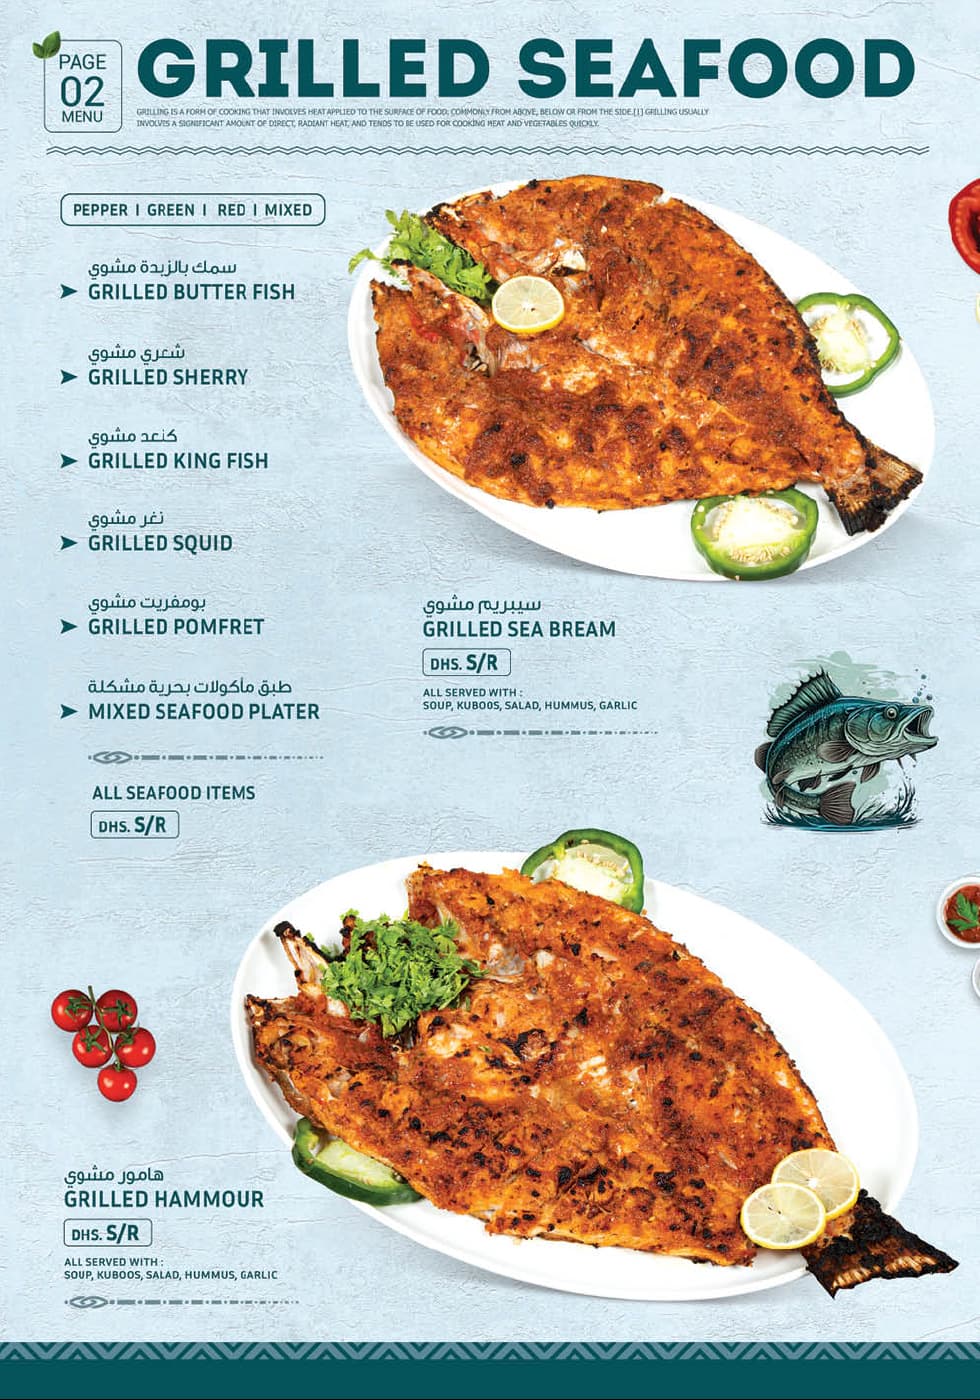 PAGE
02
MENU
GRILLED SEAFOOD
GRILLING IS A FORM OF COOKING THAT INVOLVES HEAT APPLIED TO THE SURFACE OF FOOD, COMMONLY FROM ABOVE, BELOW OR FROM THE SIDE.[1] GRILLING USUALLY
INVOLVIS A SIGNIFICANT AMOUNT OF DIRECT, RADIANT HEAT, AND TENDS TO BE USED FOR COOKING MEAT AND VEGETABLES QUICKLY.
PEPPER I GREEN I RED I MIXED
سمك بالزبدة مشوي
GRILLED BUTTER FISH
شعري مشوي
GRILLED SHERRY
كنعد مشوي
GRILLED KING FISH
نغر مشوي
GRILLED SQUID
بومفريت مشوي
GRILLED POMFRET
طبق مأكولات بحرية مشكلة
MIXED SEAFOOD PLATER
ALL SEAFOOD ITEMS
DHS. S/R
سيبريم مشوي
GRILLED SEA BREAM
DHS. S/R
ALL SERVED WITH :
SOUP, KUBOOS, SALAD, HUMMUS, GARLIC
هامور مشوي
GRILLED HAMMOUR
DHS. S/R
ALL SERVED WITH :
SOUP, KUBOOS, SALAD, HUMMUS, GARLIC